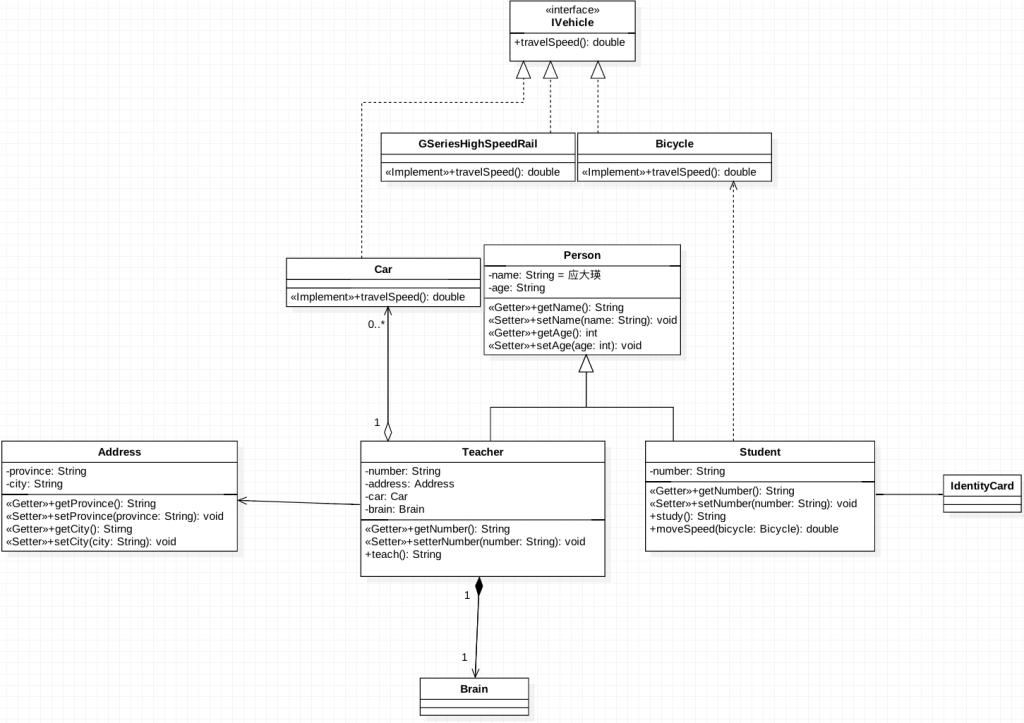 «interface»
IVehicle
+travelSpeed(): double
GSeriesHighSpeedRail
«Implement»+travelSpeed(): double
Bicycle
«Implement»+travelSpeed(): double
Car
«Implement»+travelSpeed(): double
Person
-name: String = 应大瑛
-age: String
«Getter»+getName(): String
«Setter»+setName(name: String): void
«Getter»+getAge(): int
«Setter»+setAge(age: int): void
0..*
1
Address
-province: String
-city: String
«Getter»+getProvince(): String
«Setter»+setProvince(province: String): void
«Getter»+getCity(): String
«Setter»+setCity(city: String): void
Teacher
-number: String
-address: Address
-car: Car
-brain: Brain
«Getter»+getNumber(): String
«Setter»+setterNumber(number: String): void
+teach(): String
Student
-number: String
«Getter»+getNumber(): String
«Setter»+setNumber(number: String): void
+study(): String
+moveSpeed(bicycle: Bicycle): double
IdentityCard
1
1
Brain